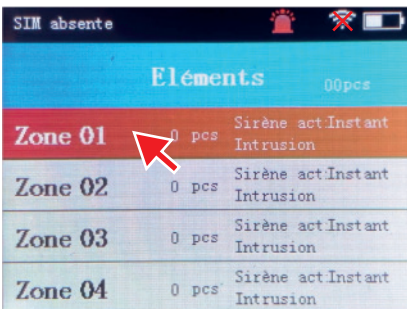 SIM absente
Eléments 00pcs
Zone 01 0 pcs Sirène act:Instant
Intrusion
Zone 02 0 pcs Sirène act:Instant
Intrusion
Zone 03 0 pcs Sirène act:Instant
Intrusion
Zone 04 0 pcs Sirène act:Instant
Intrusion